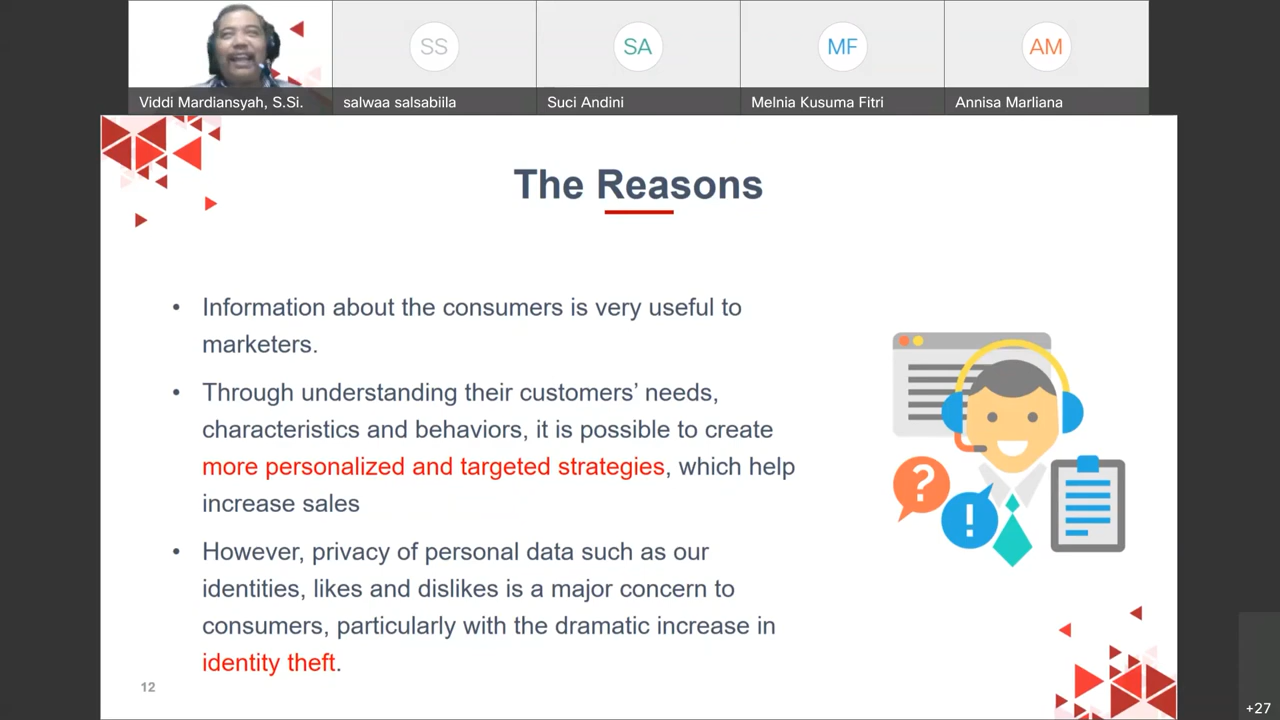 SS
SA
MF
AM
Viddi Mardiansyah, S.Si.
salwaa salsabiila
Suci Andini
Melnia Kusuma Fitri
Annisa Marliana
The Reasons
• Information about the consumers is very useful to
marketers.
• Through understanding their customers’ needs,
characteristics and behaviors, it is possible to create
more personalized and targeted strategies, which help
increase sales
• However, privacy of personal data such as our
identities, likes and dislikes is a major concern to
consumers, particularly with the dramatic increase in
identity theft.
?
!
12
+27